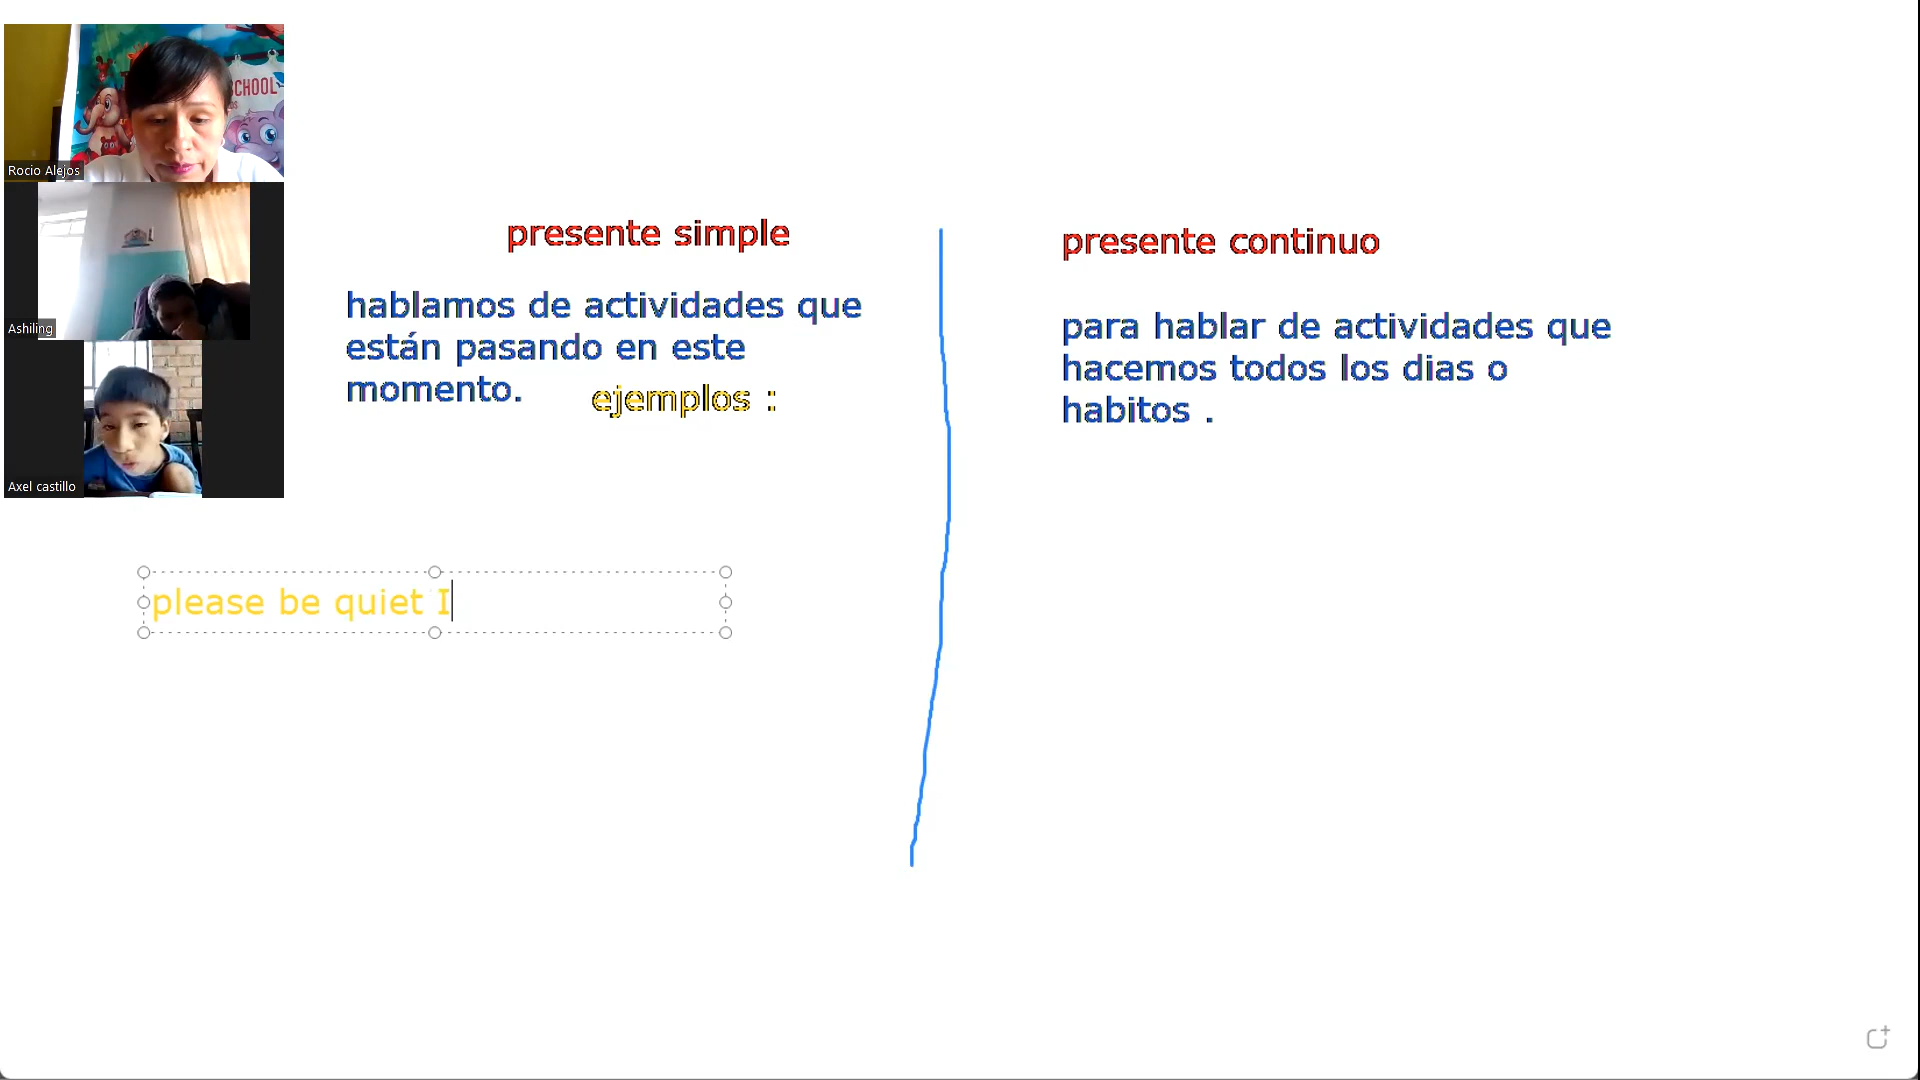 SCHOOL
Rocio Alejos
Ashiling
Axel castillo
presente simple
hablamos de actividades que
están pasando en este
momento.
ejemplos :
please be quiet I
presente continuo
para hablar de actividades que
hacemos todos los dias o
habitos .